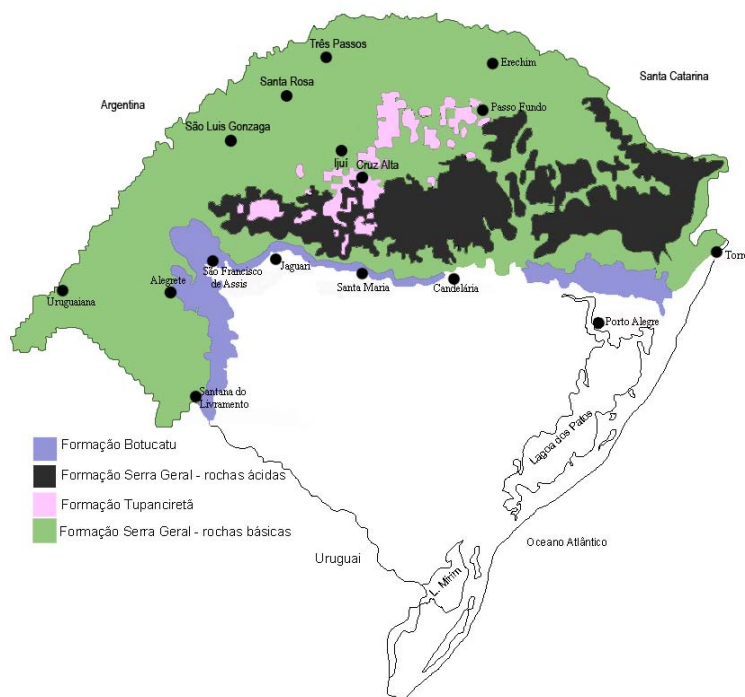 Três Passos
Erechim
Santa Catarina
Santa Rosa
Argentina
Passo Fundo
São Luis Gonzaga
Ijuí
Cruz Alta
Torre
São Francisco
de Assis
Jaguari
Santa Maria
Candelária
Uruguaiana
Alegrete
Porto Alegre
Santana do
Livramento
Lagoa dos Patos
Formação Botucatu
Formação Serra Geral - rochas ácidas
Formação Tupanciretã
Formação Serra Geral - rochas básicas
Oceano Atlântico
Uruguai
L. Mirim